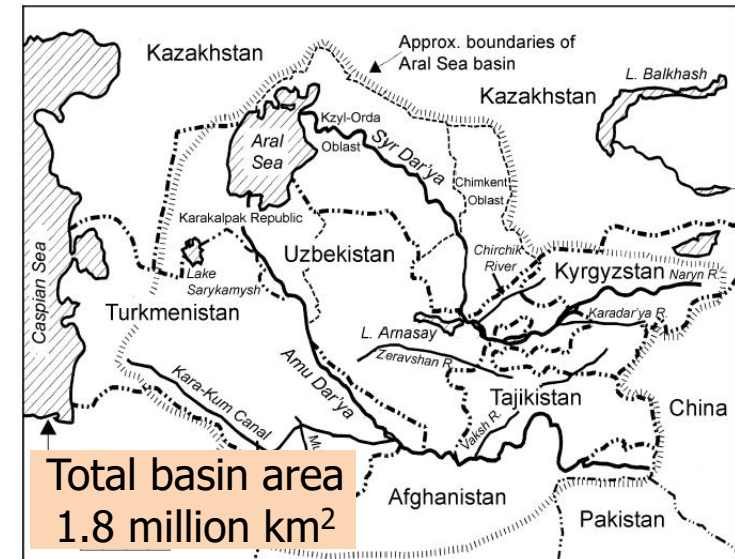 Kazakhstan
Approx. boundaries of
Aral Sea basin
L. Balkhash
Kazakhstan
Aral
Sea
Kzyl-Orda
Oblast
Syr Dar'ya
Chimkent
Oblast
Karakalpak Republic
Uzbekistan
Chirchik
River
Kyrgyzstan
Naryn R.
Caspian Sea
Lake
Sarykamysh
Karadar'ya R.
Turkmenistan
L. Arnasay
Zeravshan R.
Amu Dar'ya
Kara-Kum Canal
Tajikistan
China
Vaksh R.
Total basin area
1.8 million km²
Afghanistan
Pakistan